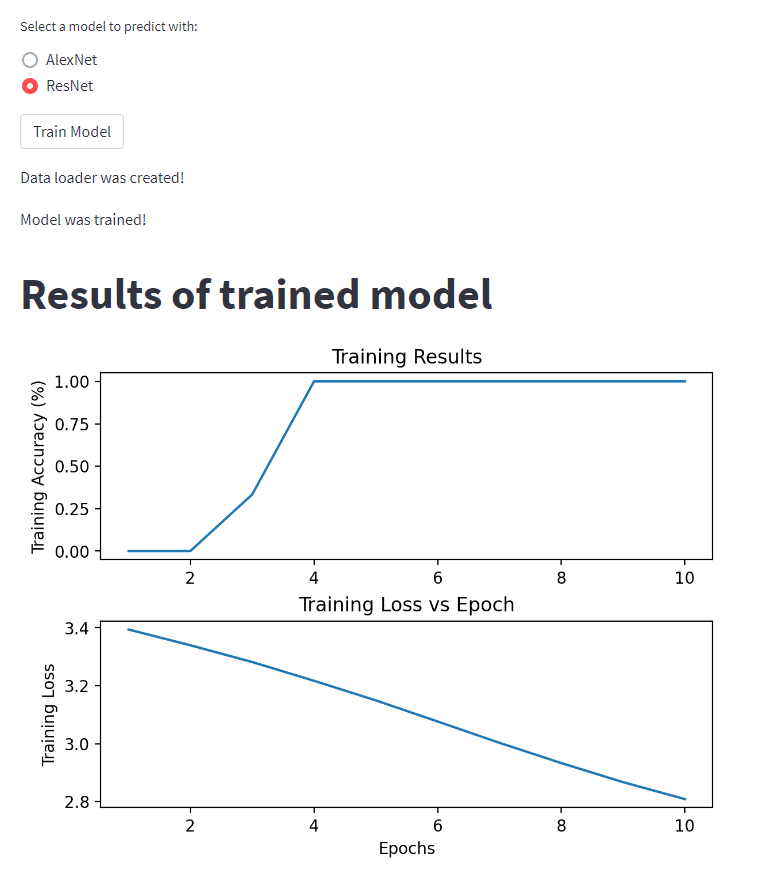 Select a model to predict with:
AlexNet
ResNet
Train Model
Data loader was created!
Model was trained!
Results of trained model
Training Results
Training Accuracy (%)
1.00
0.75
0.50
0.25
0.00
2 4 6 8 10
Training Loss vs Epoch
Training Loss
3.4
3.2
3.0
2.8
2 4 6 8 10
Epochs